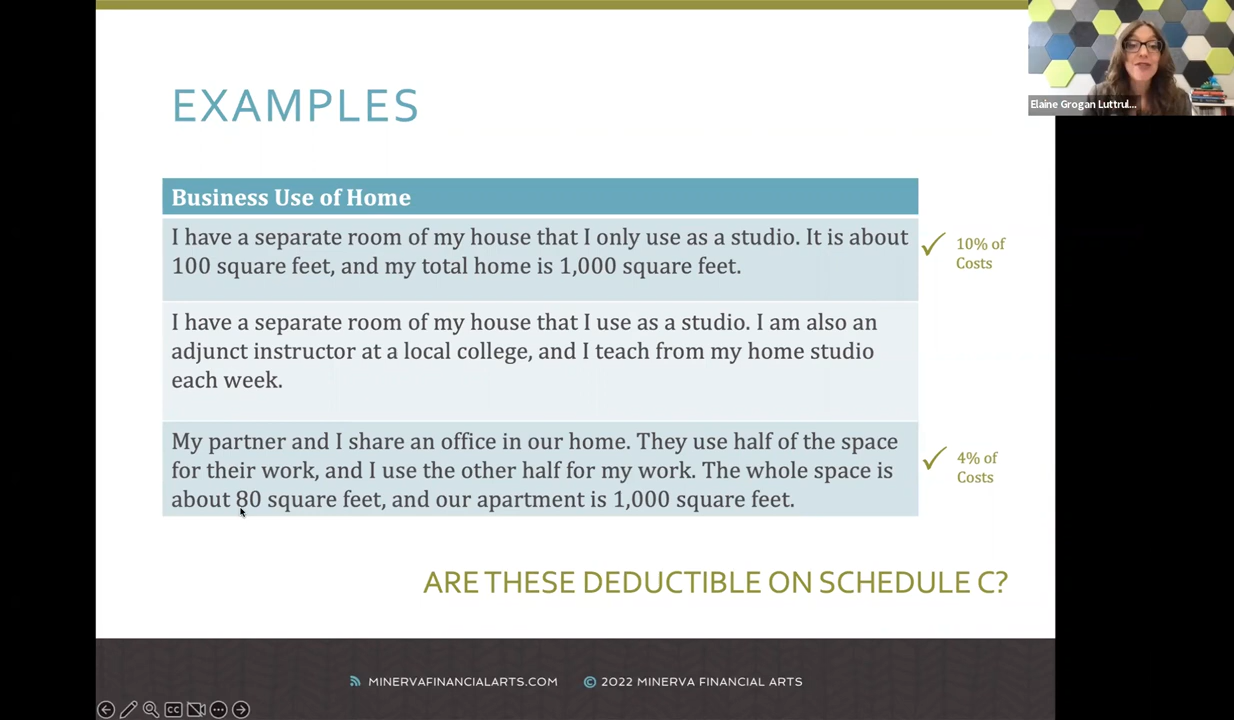 EXAMPLES
Elaine Grogan Luttrul...
Business Use of Home
I have a separate room of my house that I only use as a studio. It is about
100 square feet, and my total home is 1,000 square feet.
10% of
Costs
I have a separate room of my house that I use as a studio. I am also an
adjunct instructor at a local college, and I teach from my home studio
each week.
My partner and I share an office in our home. They use half of the space
for their work, and I use the other half for my work. The whole space is
about 80 square feet, and our apartment is 1,000 square feet.
4% of
Costs
ARE THESE DEDUCTIBLE ON SCHEDULE C?
MINERVAFINANCIALARTS.COM © 2022 MINERVA FINANCIAL ARTS
CC